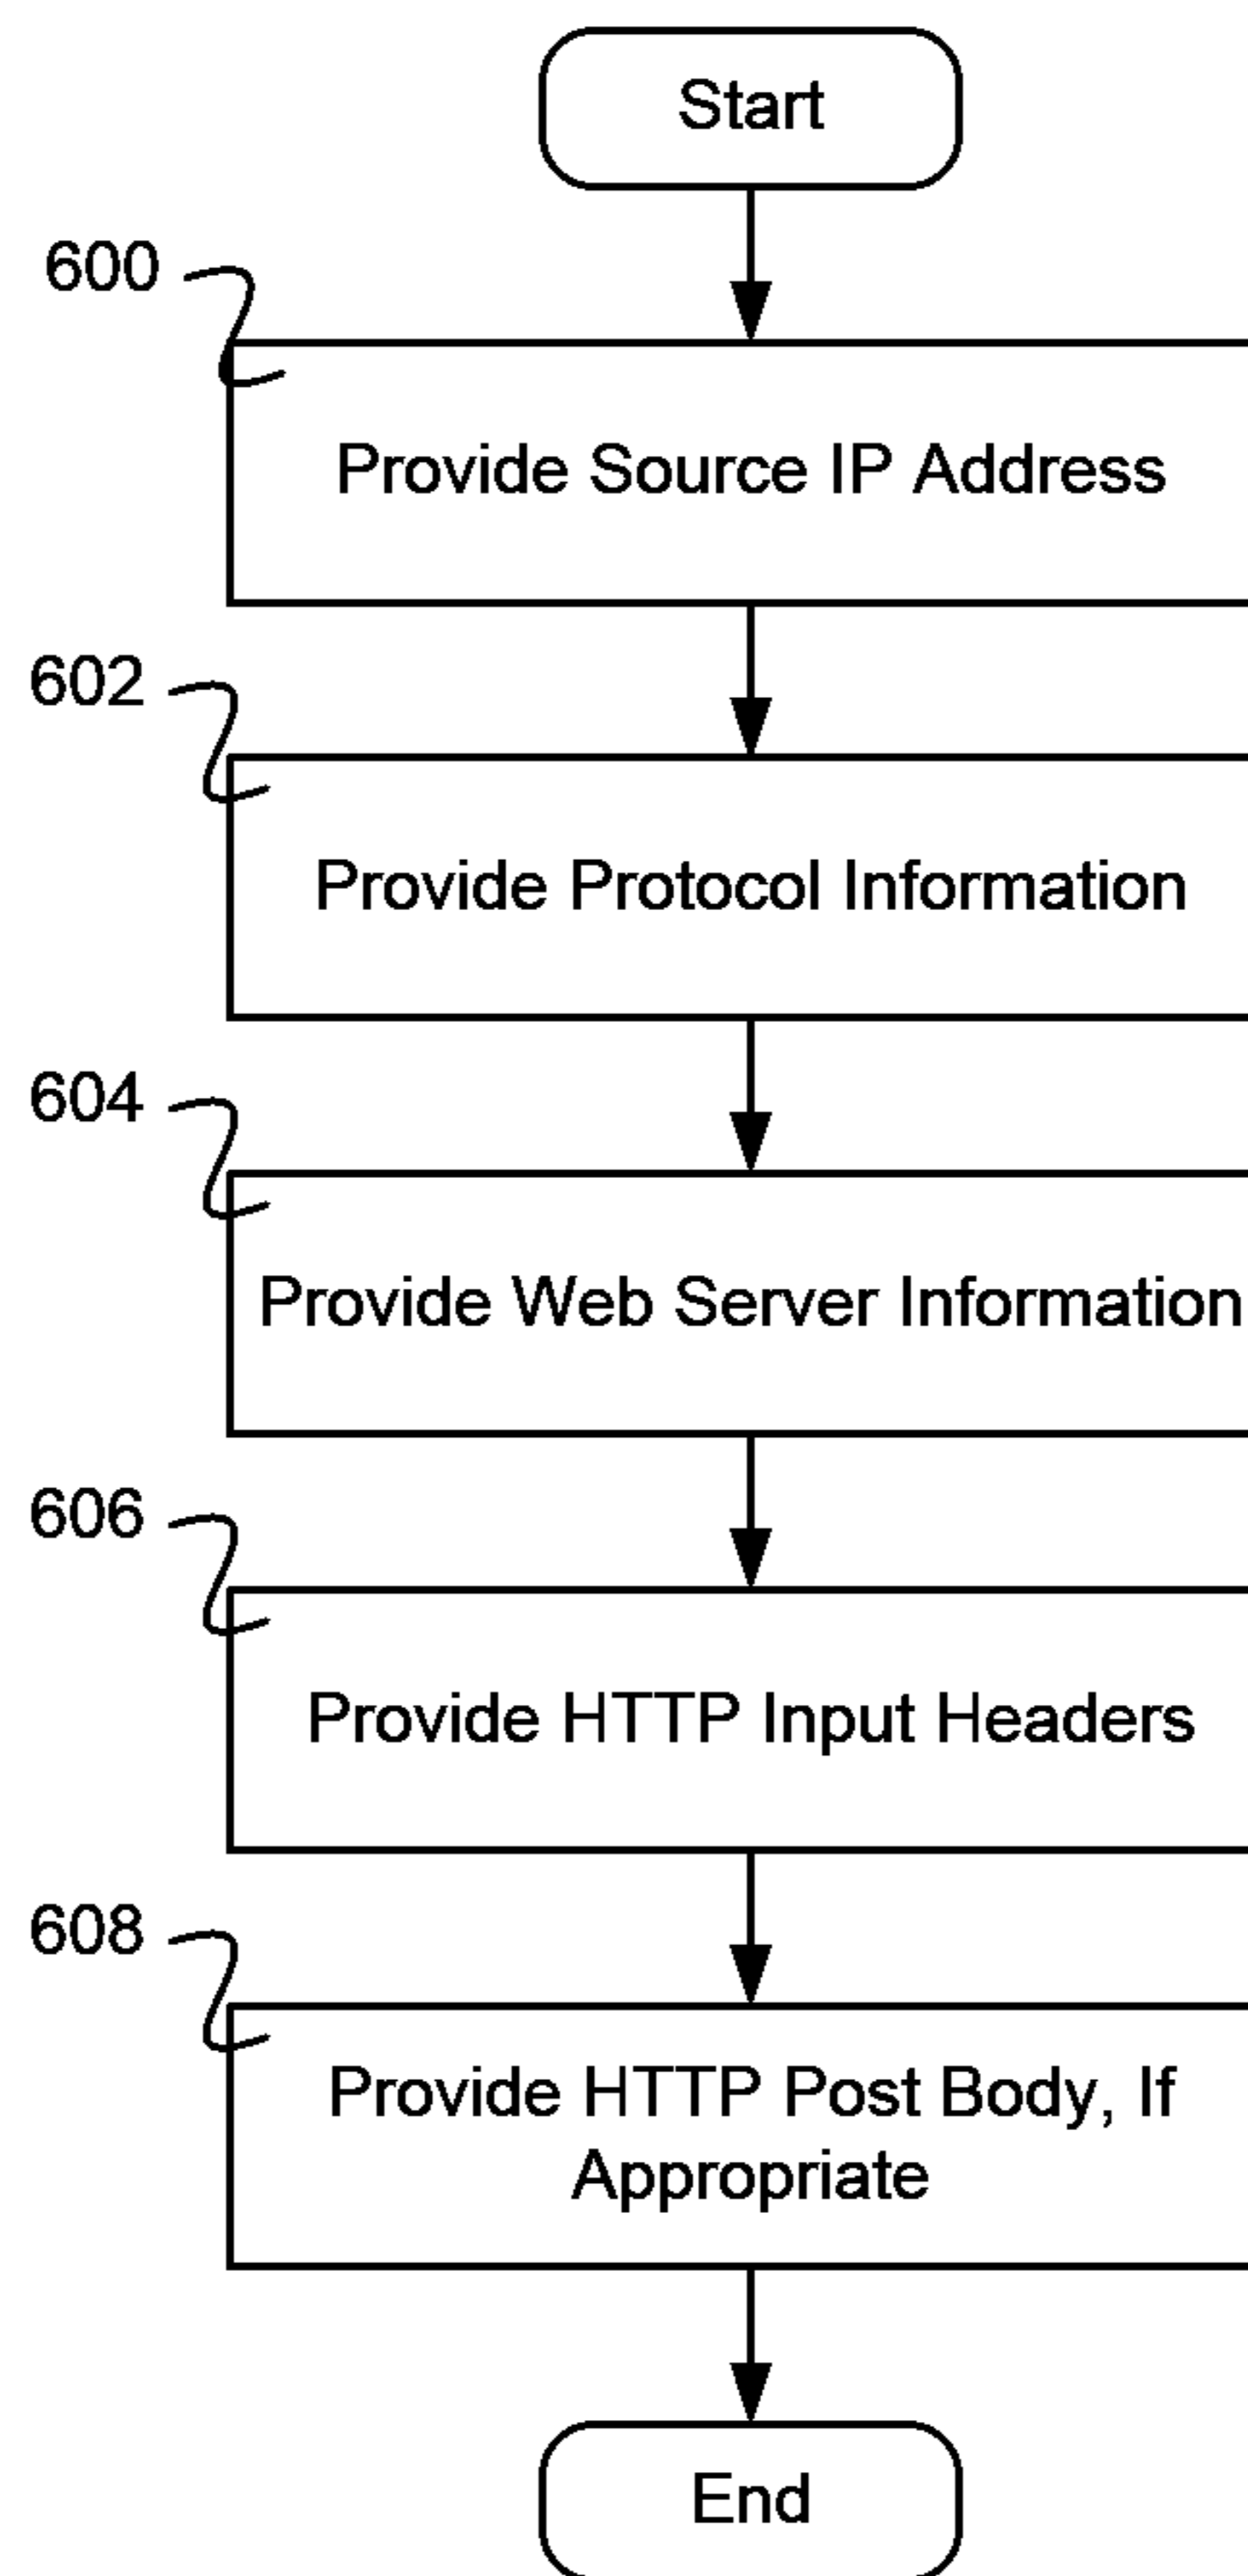 Start
600
Provide Source IP Address
602
Provide Protocol Information
604
Provide Web Server Information
606
Provide HTTP Input Headers
608
Provide HTTP Post Body, If
Appropriate
End